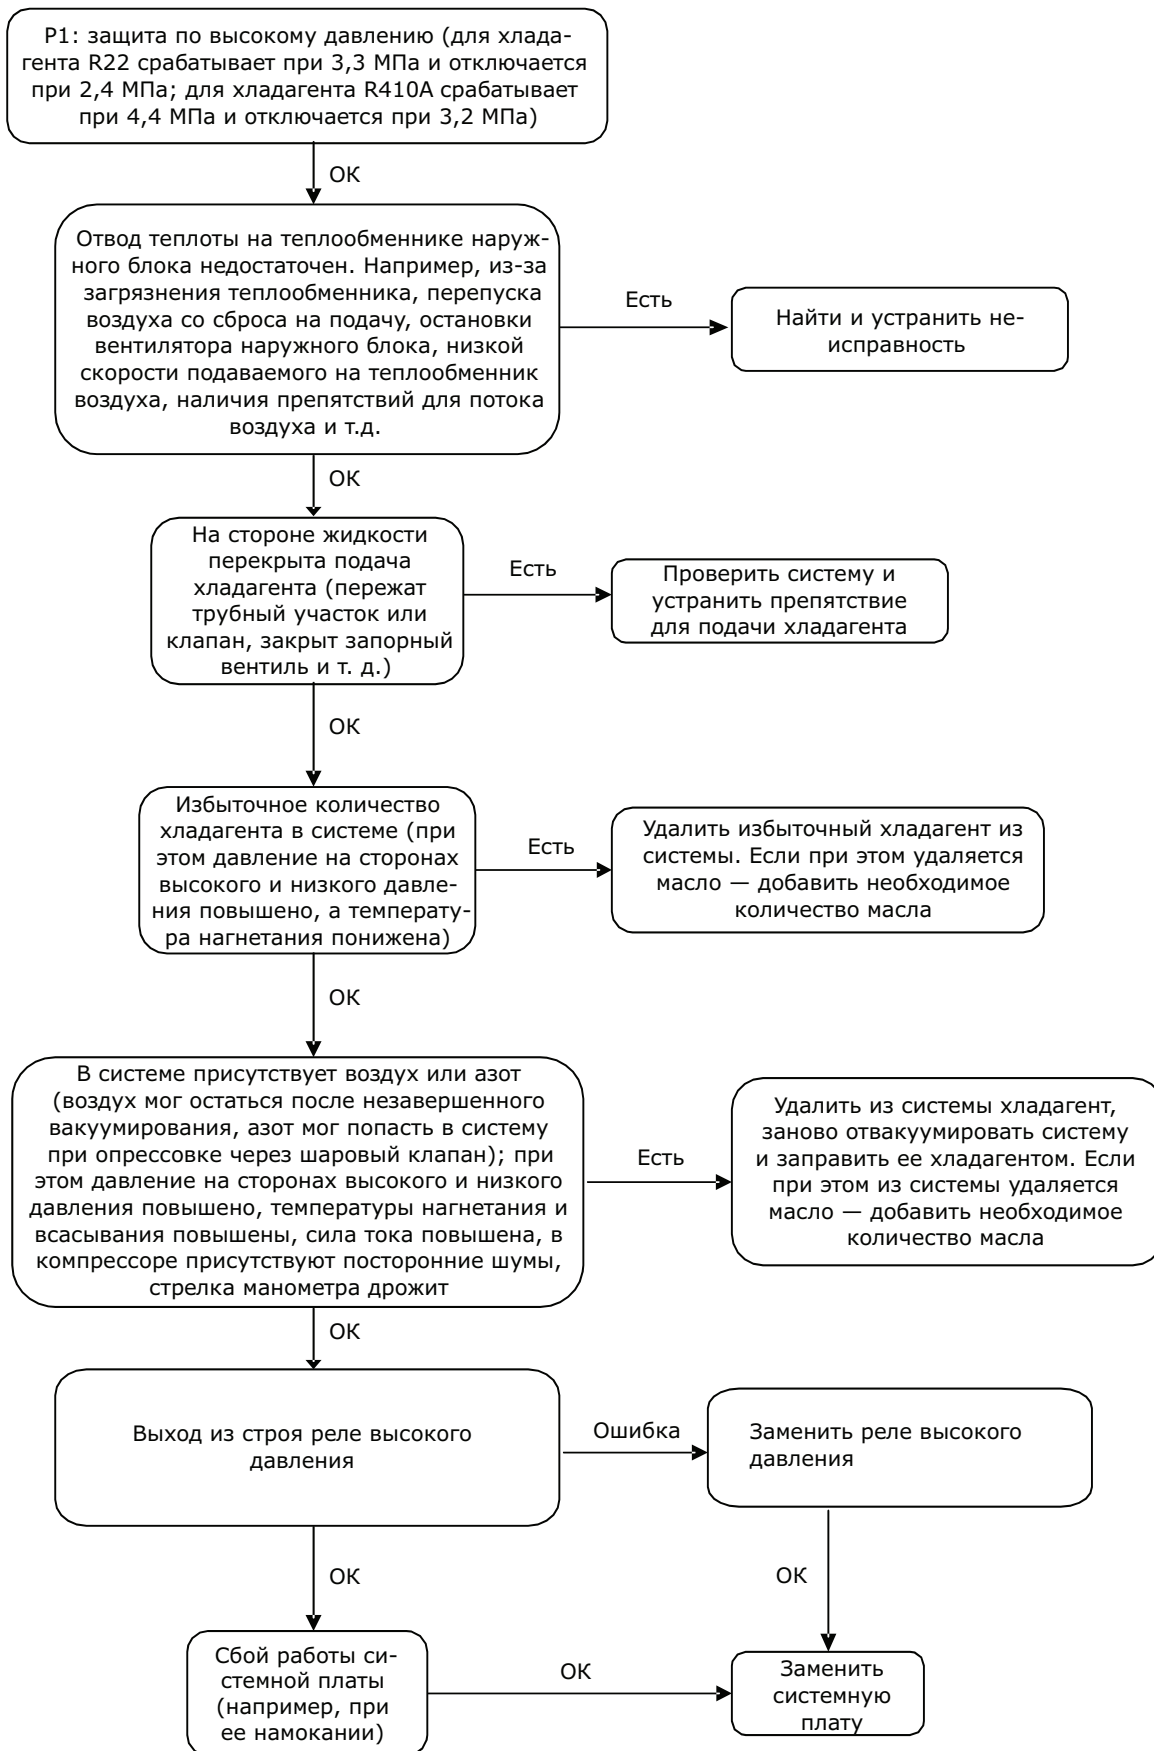 P1: защита по высокому давлению (для хлада-
гента R22 срабатывает при 3,3 МПа и отключается
при 2,4 МПа; для хладагента R410A срабатывает
при 4,4 МПа и отключается при 3,2 МПа)
ОК
Отвод теплоты на теплообменнике наруж-
ного блока недостаточен. Например, из-за
загрязнения теплообменника, перепуска
воздуха со сброса на подачу, остановки
вентилятора наружного блока, низкой
скорости подаваемого на теплообменник
воздуха, наличия препятствий для потока
воздуха и т.д.
Есть
Найти и устранить не-
исправность
ОК
На стороне жидкости
перекрыта подача
хладагента (пережат
трубный участок или
клапан, закрыт запорный
вентиль и т. д.)
Есть
Проверить систему и
устранить препятствие
для подачи хладагента
ОК
Избыточное количество
хладагента в системе (при
этом давление на сторонах
высокого и низкого давле-
ния повышено, а температу-
ра нагнетания понижена)
Есть
Удалить избыточный хладагент из
системы. Если при этом удаляется
масло — добавить необходимое
количество масла
ОК
В системе присутствует воздух или азот
(воздух мог остаться после незавершенного
вакуумирования, азот мог попасть в систему
при опрессовке через шаровый клапан); при
этом давление на сторонах высокого и низкого
давления повышено, температуры нагнетания и
всасывания повышены, сила тока повышена, в
компрессоре присутствуют посторонние шумы,
стрелка манометра дрожит
Есть
Удалить из системы хладагент,
заново отвакуумировать систему
и заправить ее хладагентом. Если
при этом из системы удаляется
масло — добавить необходимое
количество масла
ОК
Выход из строя реле высокого
давления
Ошибка
Заменить реле высокого
давления
ОК
ОК
Сбой работы си-
стемной платы
(например, при
ее намокании)
ОК
Заменить
системную
плату